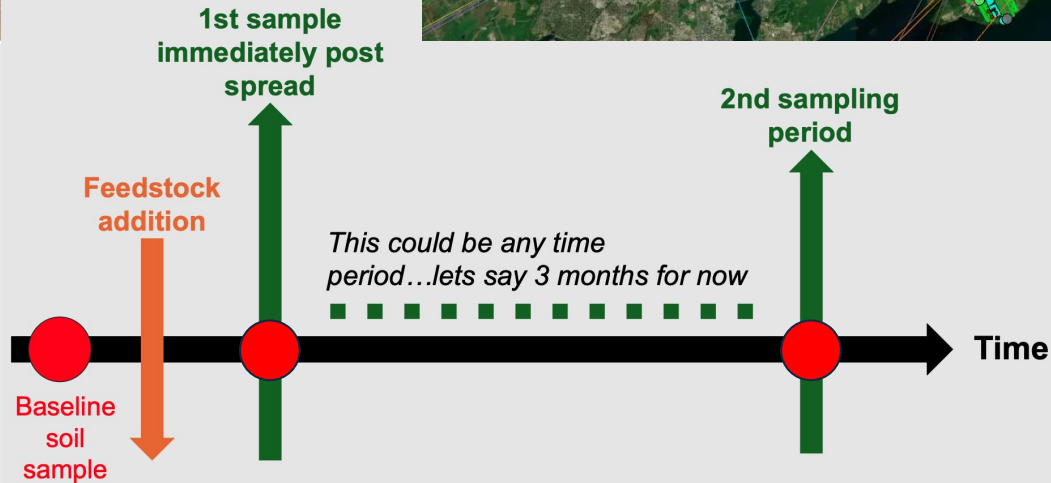 1st sample
immediately post
spread
2nd sampling
period
Feedstock
addition
This could be any time
period…lets say 3 months for now
Time
Baseline
soil
sample